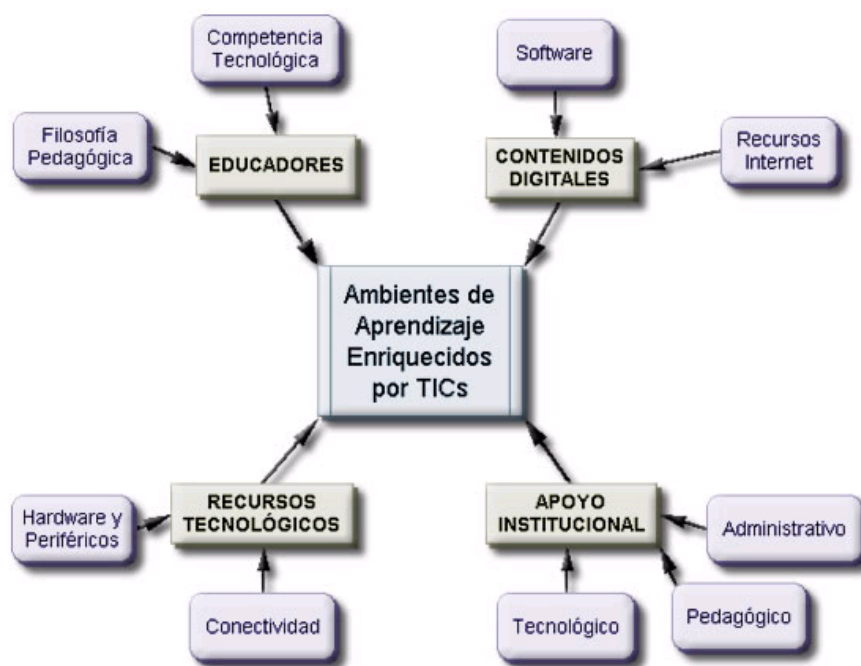 Competencia
Tecnológica
Software
Filosofía
Pedagógica
EDUCADORES
CONTENIDOS
DIGITALES
Recursos
Internet
Ambientes de
Aprendizaje
Enriquecidos
por TICs
Hardware y
Periféricos
RECURSOS
TECNOLÓGICOS
APOYO
INSTITUCIONAL
Administrativo
Conectividad
Tecnológico
Pedagógico